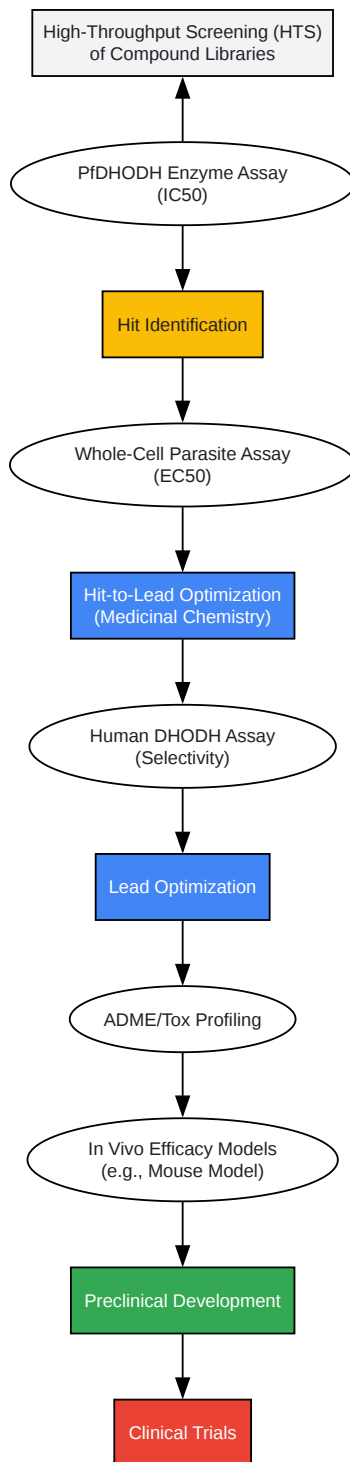 High-Throughput Screening (HTS)
of Compound Libraries
PfDHODH Enzyme Assay
(IC50)
Hit Identification
Whole-Cell Parasite Assay
(EC50)
Hit-to-Lead Optimization
(Medicinal Chemistry)
Human DHODH Assay
(Selectivity)
Lead Optimization
ADME/Tox Profiling
In Vivo Efficacy Models
(e.g., Mouse Model)
Preclinical Development
Clinical Trials